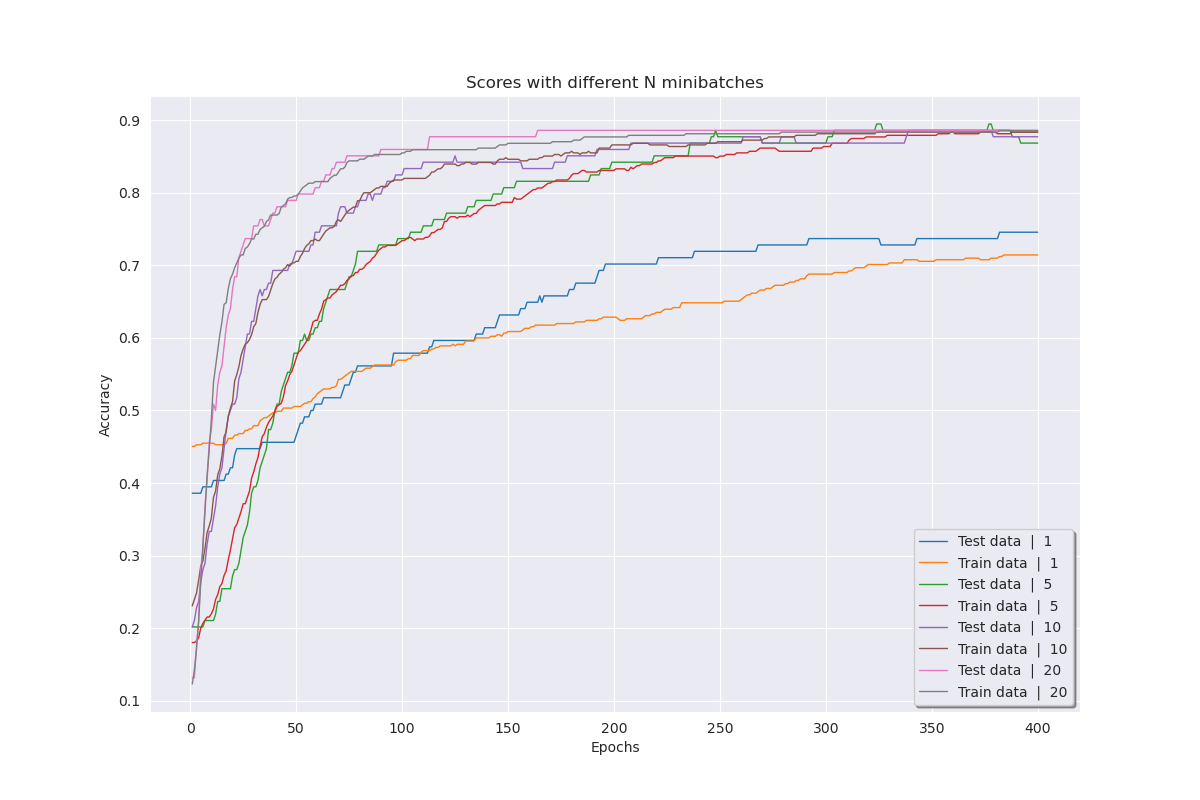 Scores with different N minibatches
Accuracy
0.9
0.8
0.7
0.6
0.5
0.4
0.3
0.2
0.1
0 50 100 150 200 250 300 350 400
Epochs
Test data | 1
Train data | 1
Test data | 5
Train data | 5
Test data | 10
Train data | 10
Test data | 20
Train data | 20